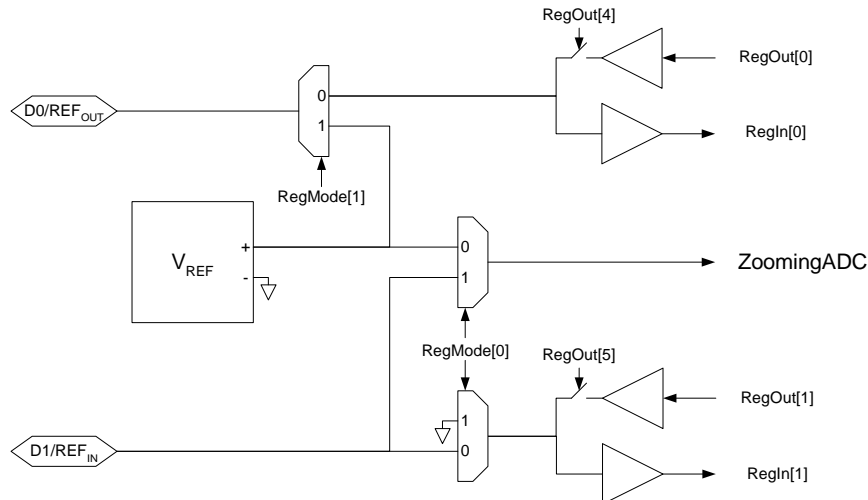 RegOut[4]
RegOut[0]
D0/REF_OUT
0
1
RegIn[0]
RegMode[1]
V_REF
+
-
0
1
ZoomingADC
RegMode[0]
RegOut[5]
RegOut[1]
1
0
D1/REF_IN
RegIn[1]